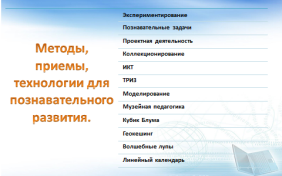 Методы,
приемы,
технологии для
познавательного
развития.
Экспериментирование
Познавательные задачи
Проектная деятельность
Коллекционирование
ИКТ
ТРИЗ
Моделирование
Музейная педагогика
Кубик Блума
Геокешинг
Волшебные лупы
Линейный календарь